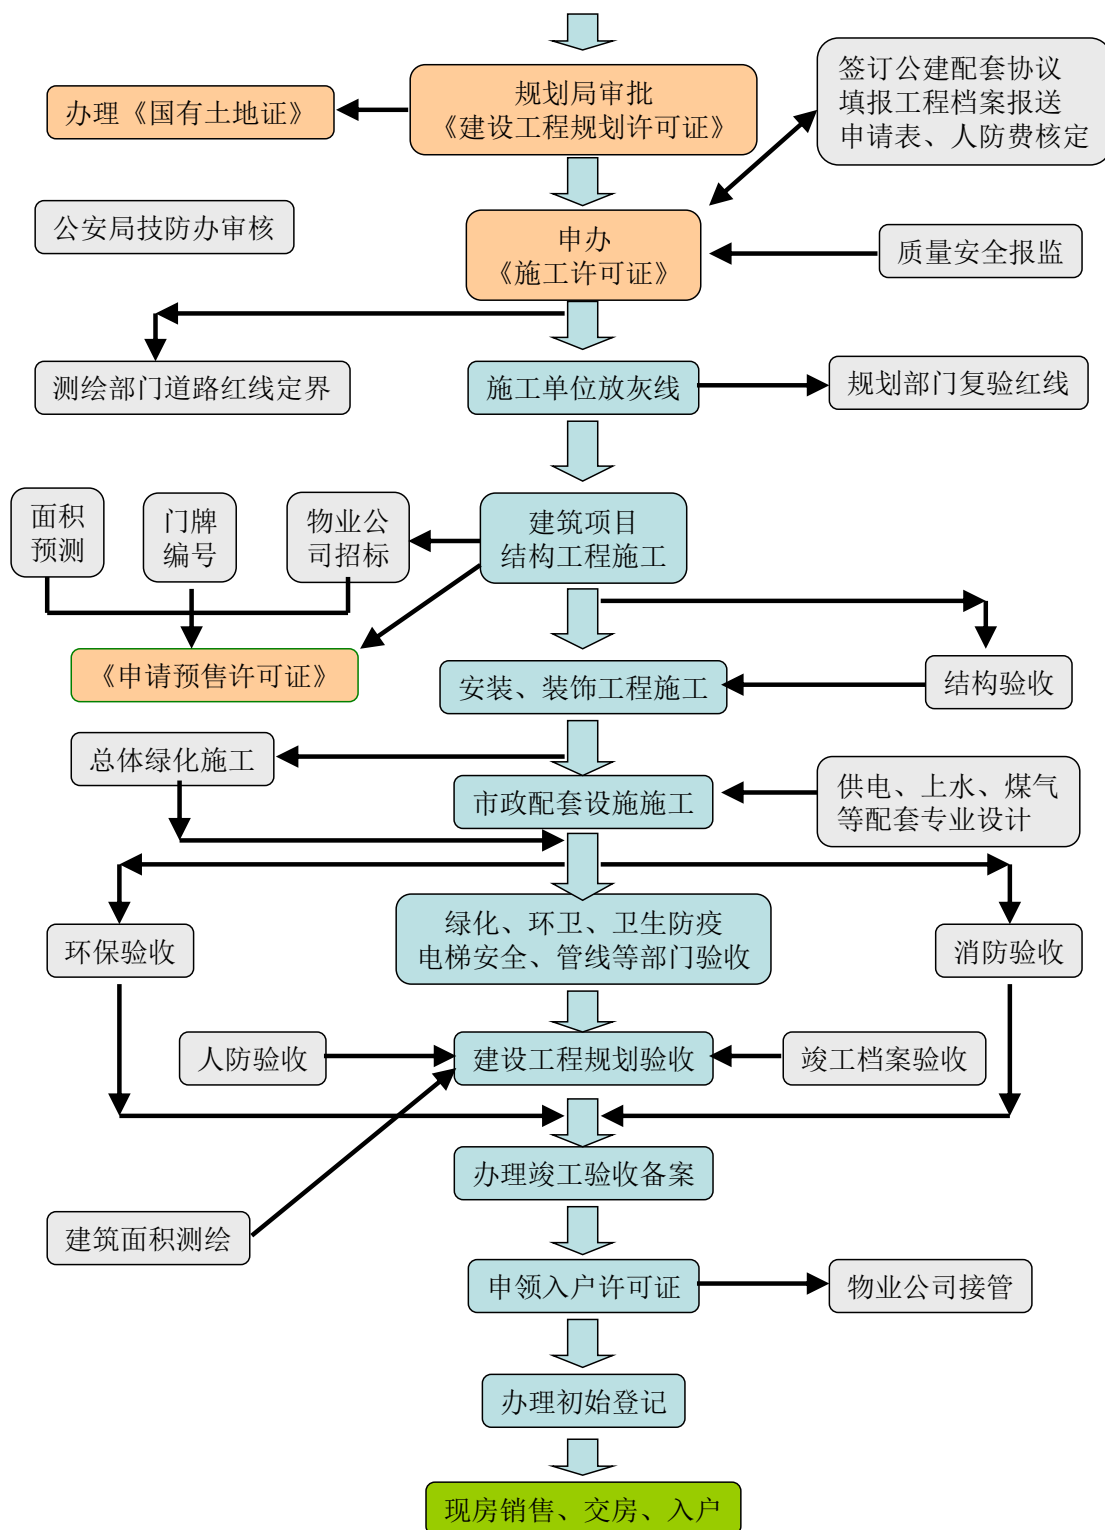 规划局审批
《建设工程规划许可证》
办理《国有土地证》
签订公建配套协议
填报工程档案报送
申请表、人防费核定
公安局技防办审核
申办
《施工许可证》
质量安全报监
测绘部门道路红线定界
施工单位放灰线
规划部门复验红线
面积
预测
门牌
编号
物业公
司招标
建筑项目
结构工程施工
《申请预售许可证》
安装、装饰工程施工
结构验收
总体绿化施工
市政配套设施施工
供电、上水、煤气
等配套专业设计
环保验收
绿化、环卫、卫生防疫
电梯安全、管线等部门验收
消防验收
人防验收
建设工程规划验收
竣工档案验收
办理竣工验收备案
建筑面积测绘
申领入户许可证
物业公司接管
办理初始登记
现房销售、交房、入户